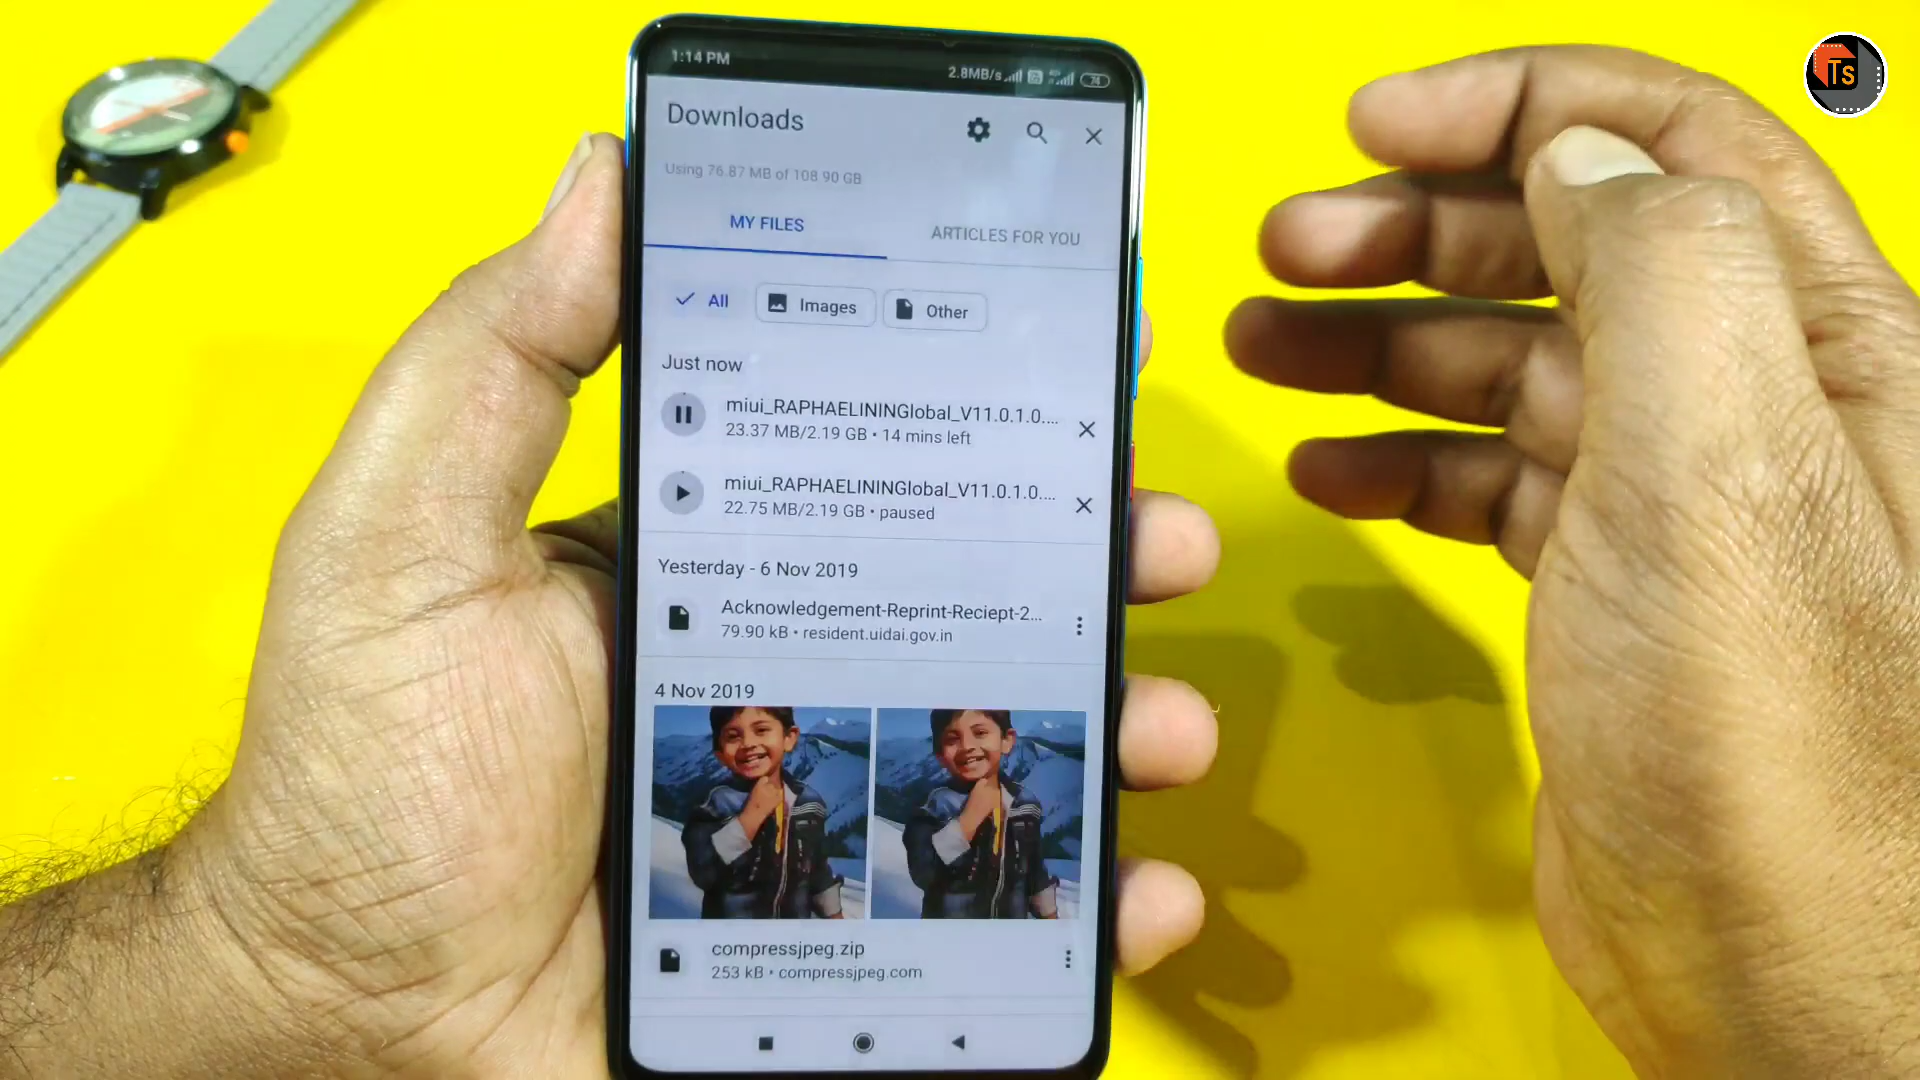 Ts
1:14 PM
2.8MB/s
74
Downloads
Using 76.87 MB of 108.90 GB
MY FILES
ARTICLES FOR YOU
All
Images
Other
Just now
miui_RAPHAELININGlobal_V11.0.1.0....
23.37 MB/2.19 GB • 14 mins left
miui_RAPHAELININGlobal_V11.0.1.0....
22.75 MB/2.19 GB • paused
Yesterday - 6 Nov 2019
Acknowledgement-Reprint-Reciept-2...
79.90 kB • resident.uidai.gov.in
4 Nov 2019
compressjpeg.zip
253 kB • compressjpeg.com